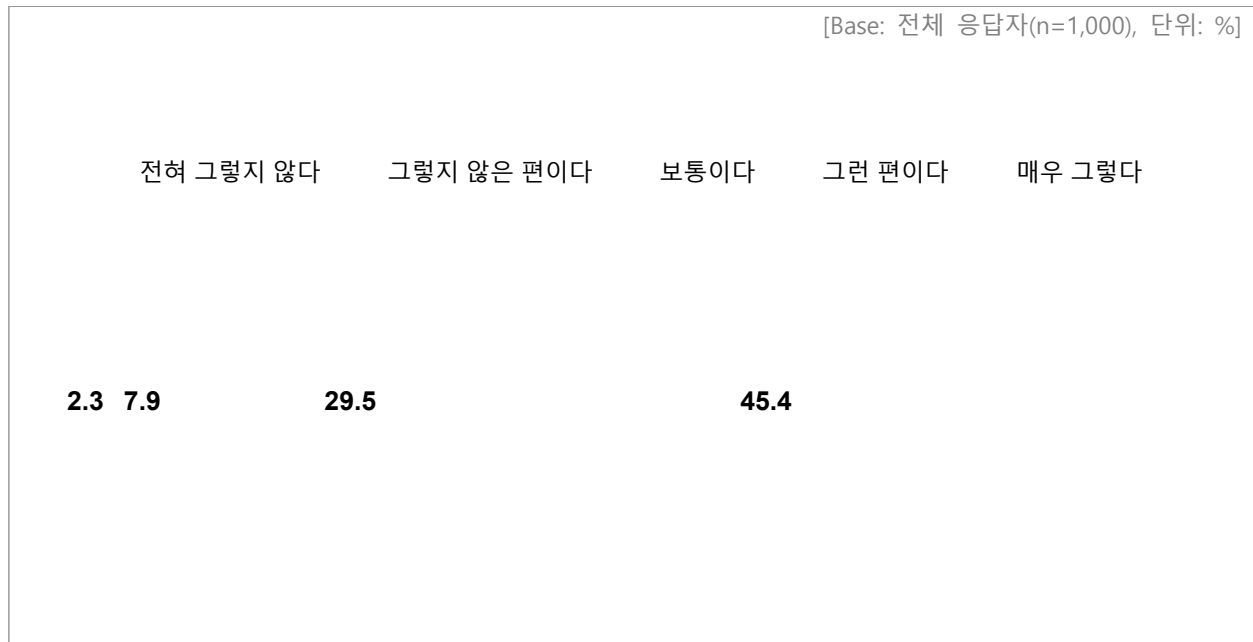 [Base: 전체 응답자(n=1,000), 단위: %]
전혀 그렇지 않다 그렇지 않은 편이다 보통이다 그런 편이다 매우 그렇다
2.3 7.9 29.5 45.4